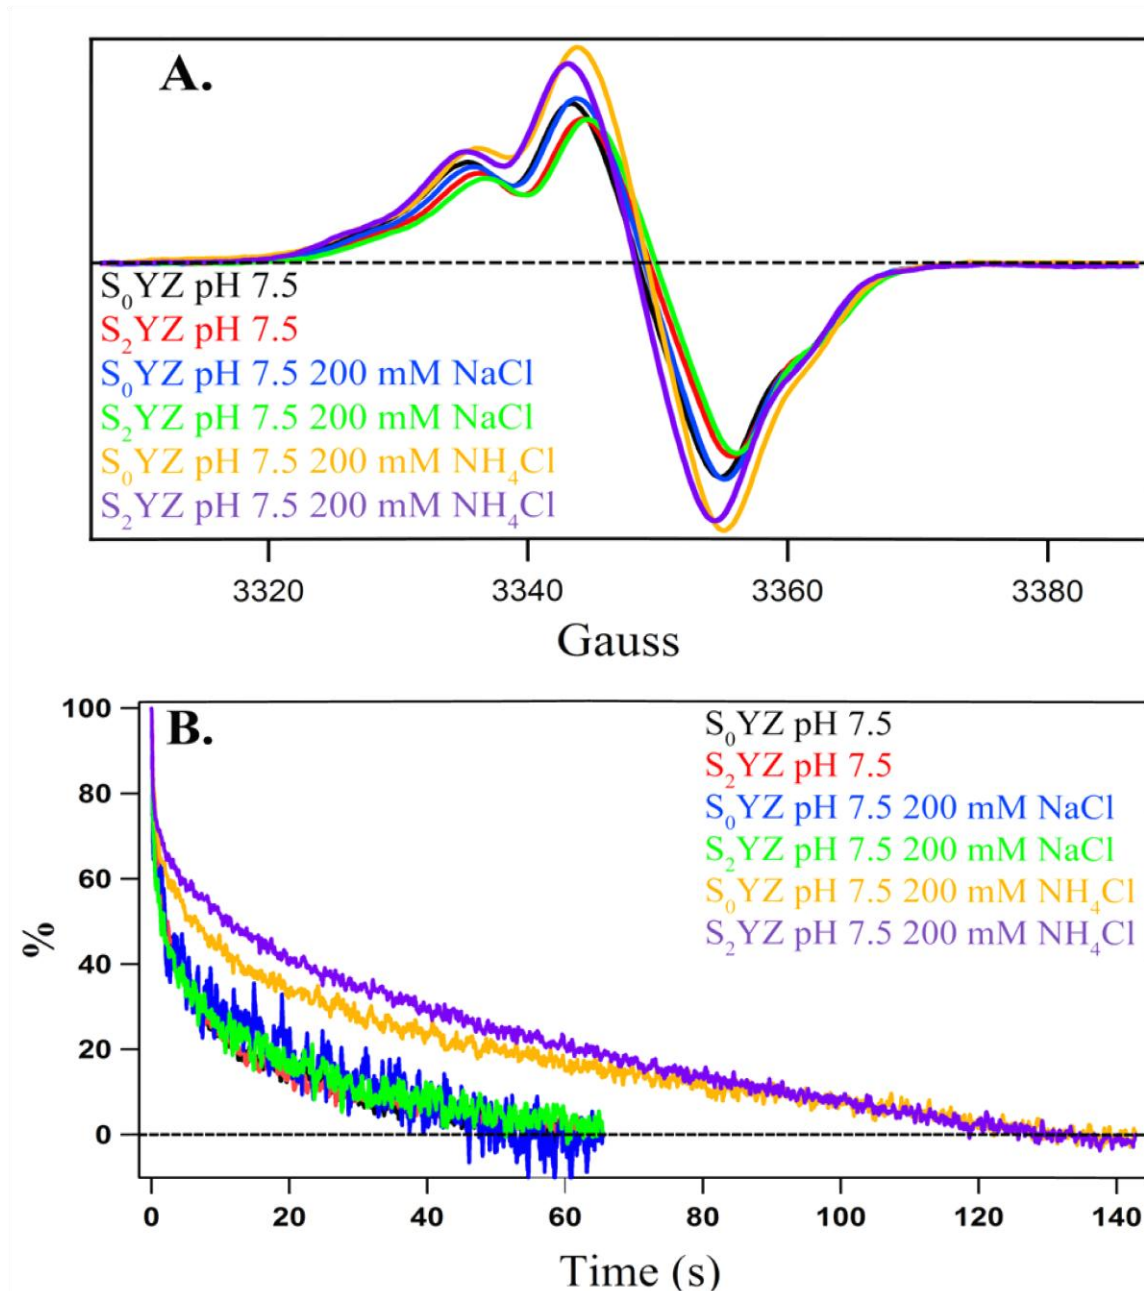 A.
S₀YZ pH 7.5
S₂YZ pH 7.5
S₀YZ pH 7.5 200 mM NaCl
S₂YZ pH 7.5 200 mM NaCl
S₀YZ pH 7.5 200 mM NH₄Cl
S₂YZ pH 7.5 200 mM NH₄Cl
3320 3340 3360 3380
Gauss
B.
S₀YZ pH 7.5
S₂YZ pH 7.5
S₀YZ pH 7.5 200 mM NaCl
S₂YZ pH 7.5 200 mM NaCl
S₀YZ pH 7.5 200 mM NH₄Cl
S₂YZ pH 7.5 200 mM NH₄Cl
100
80
60
40
20
0
%
0 20 40 60 80 100 120 140
Time (s)